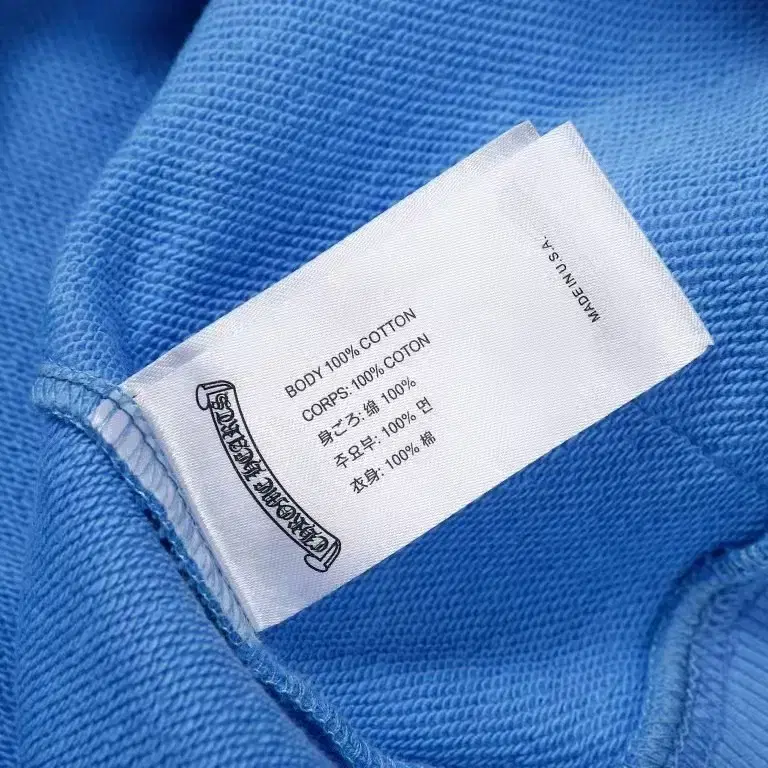 CHROME HEARTS
BODY 100% COTTON
CORPS: 100% COTON
身ごろ: 绵 100%
주요부: 100% 면
衣身: 100% 棉
MADE IN U.S.A.